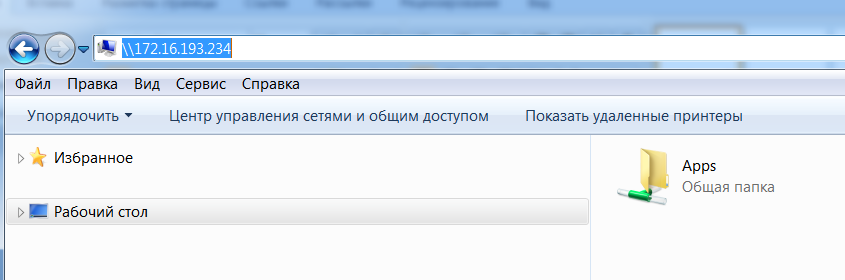 \\172.16.193.234
Файл Правка Вид Сервис Справка
Упорядочить Центр управления сетями и общим доступом Показать удаленные принтеры
Избранное
Apps
Общая папка
Рабочий стол